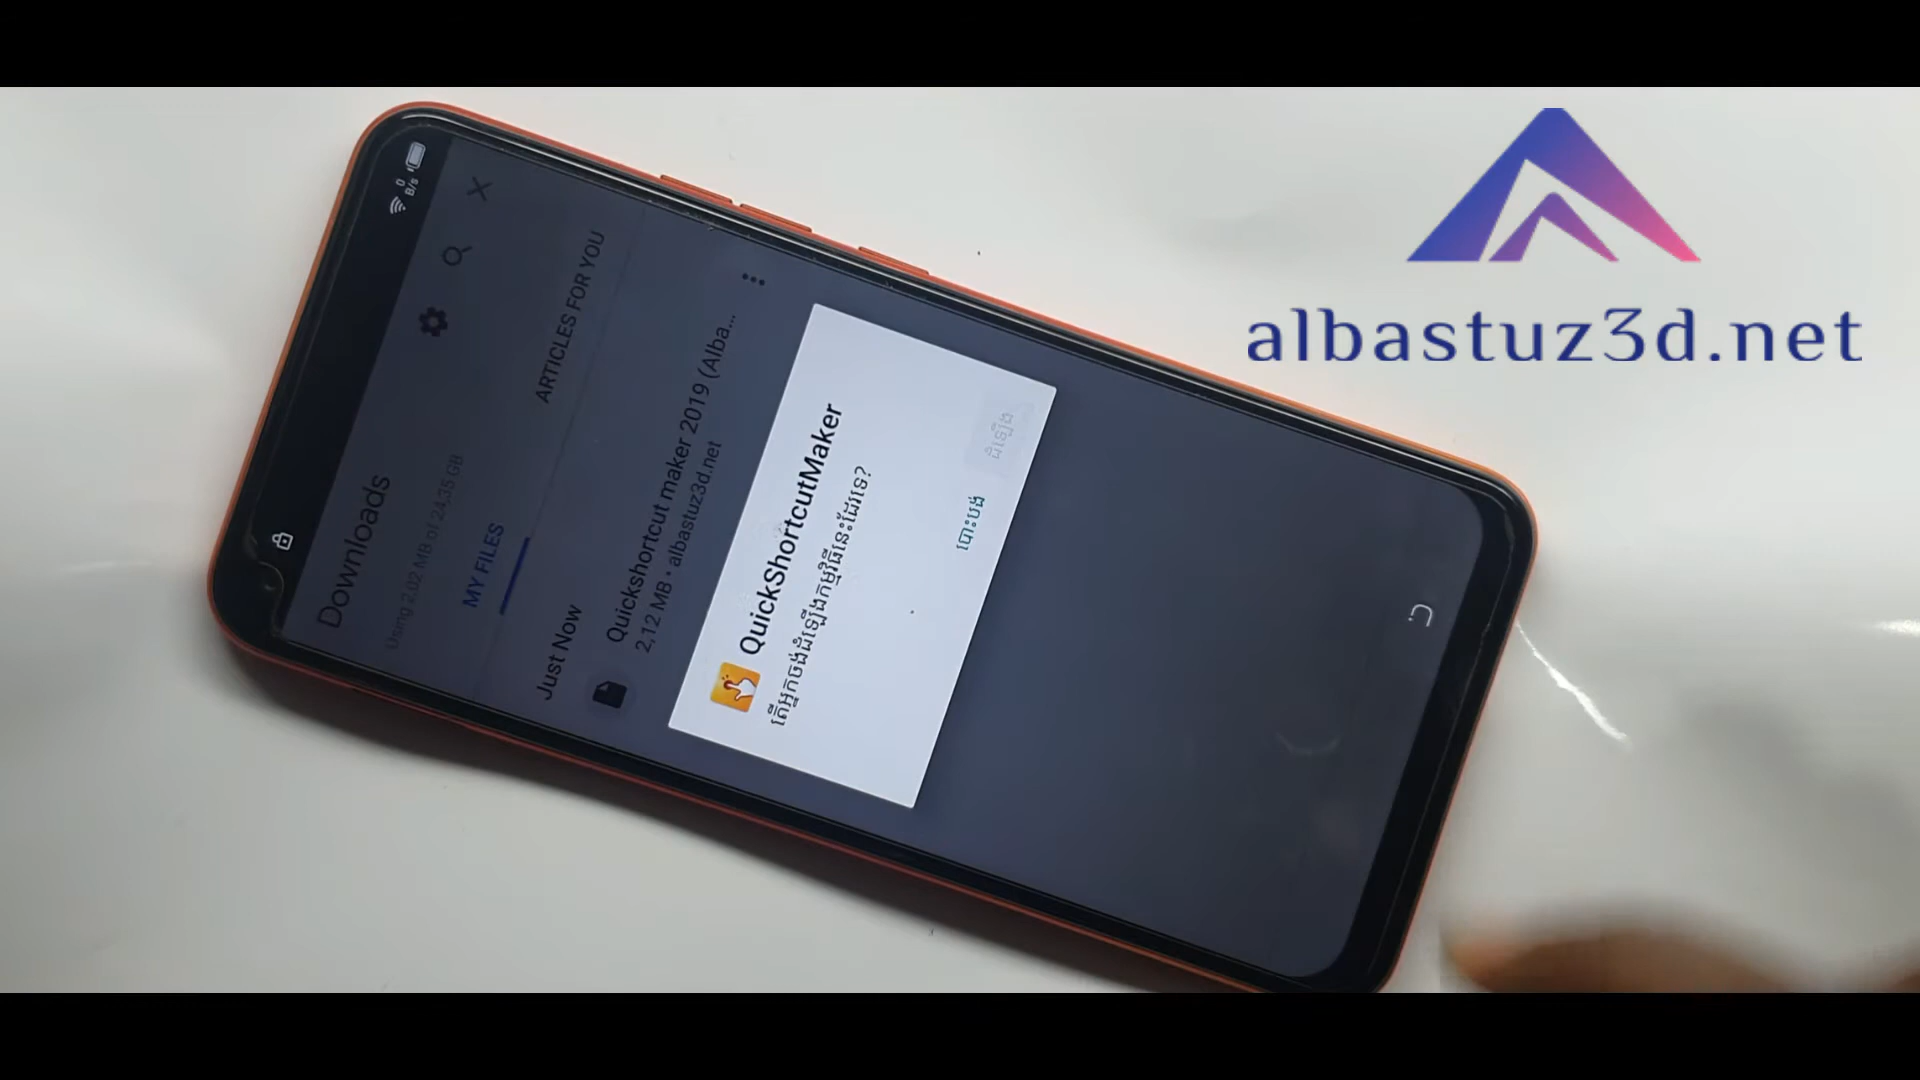 albastuz3d.net
0
B/s
Downloads
Using 2,02 MB of 24,35 GB
MY FILES
ARTICLES FOR YOU
Just Now
Quickshortcut maker 2019 (Alba...
2,12 MB • albastuz3d.net
QuickShortcutMaker
តើអ្នកចង់ដំឡើងកម្មវិធីនេះដែរទេ?
បោះបង់
ដំឡើង